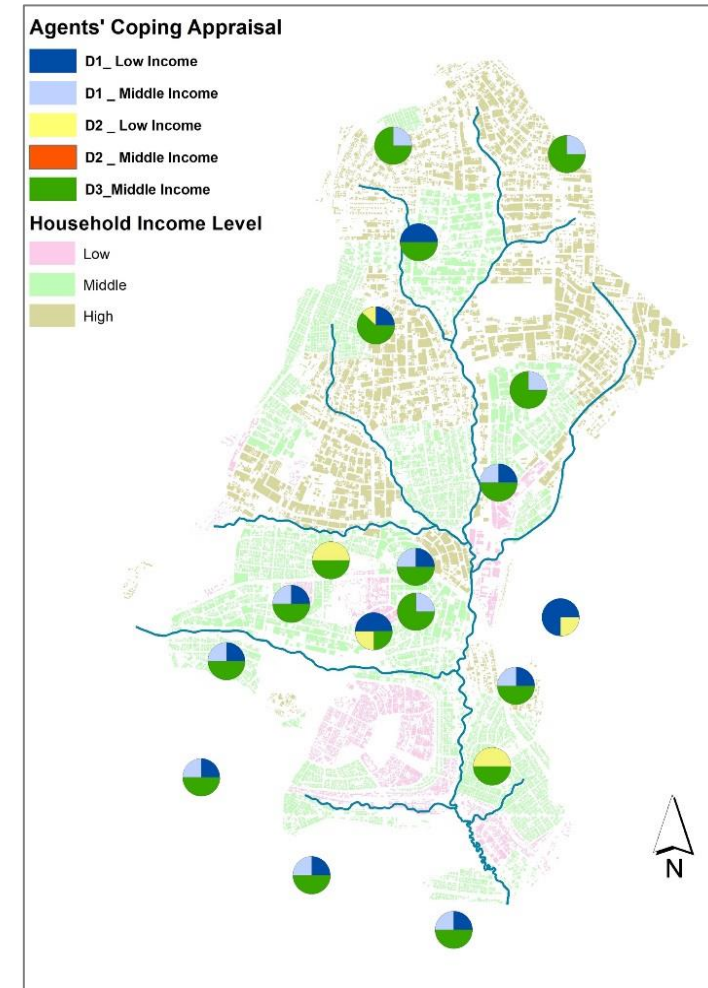 Agents' Coping Appraisal
D1_ Low Income
D1 _ Middle Income
D2 _ Low Income
D2 _ Middle Income
D3_Middle Income
Household Income Level
Low
Middle
High
N